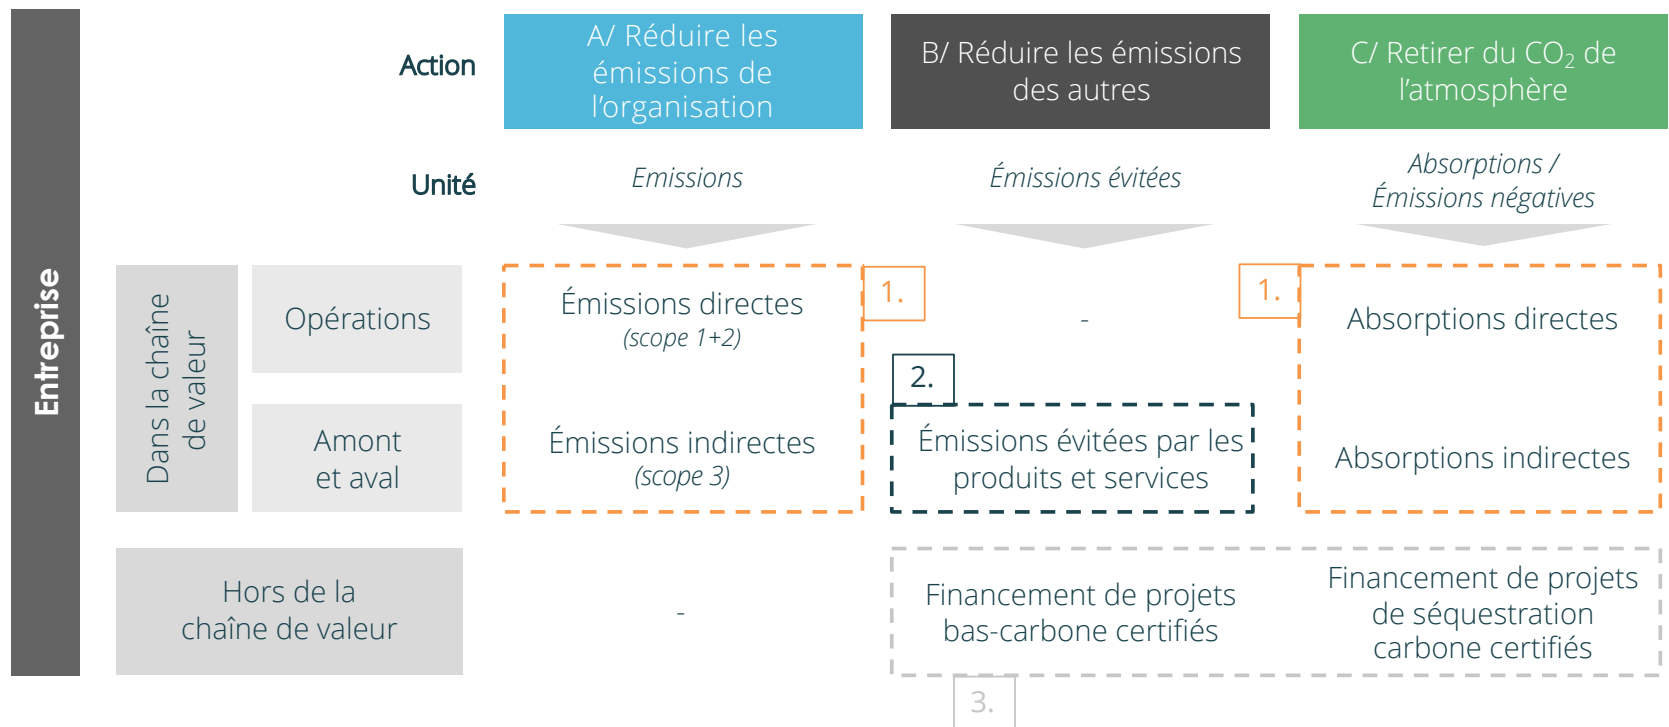 Entreprise
Action
A/ Réduire les
émissions de
l'organisation
B/ Réduire les émissions
des autres
C/ Retirer du CO₂ de
l'atmosphère
Unité
Emissions
Émissions évitées
Absorptions /
Émissions négatives
Dans la chaîne
de valeur
Opérations
Émissions directes
(scope 1+2)
1.
-
1.
Absorptions directes
2.
Amont
et aval
Émissions indirectes
(scope 3)
Émissions évitées par les
produits et services
Absorptions indirectes
Hors de la
chaîne de valeur
-
Financement de projets
bas-carbone certifiés
Financement de projets
de séquestration
carbone certifiés
3.